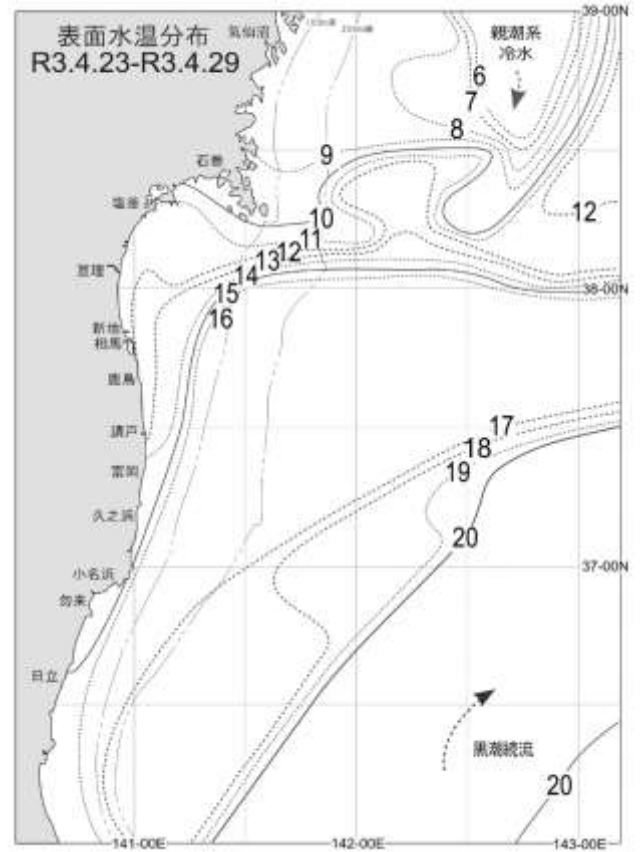 表面水温分布
R3.4.23-R3.4.29
気仙沼
39-00N
親潮系
冷水
6
7
8
9
石巻
塩釜
10
11
12
12
13
14
15
16
亘理
38-00N
新地
相馬
鹿島
請戸
富岡
久之浜
小名浜
勿来
日立
17
18
19
20
37-00N
黒潮続流
20
141-00E
142-00E
143-00E